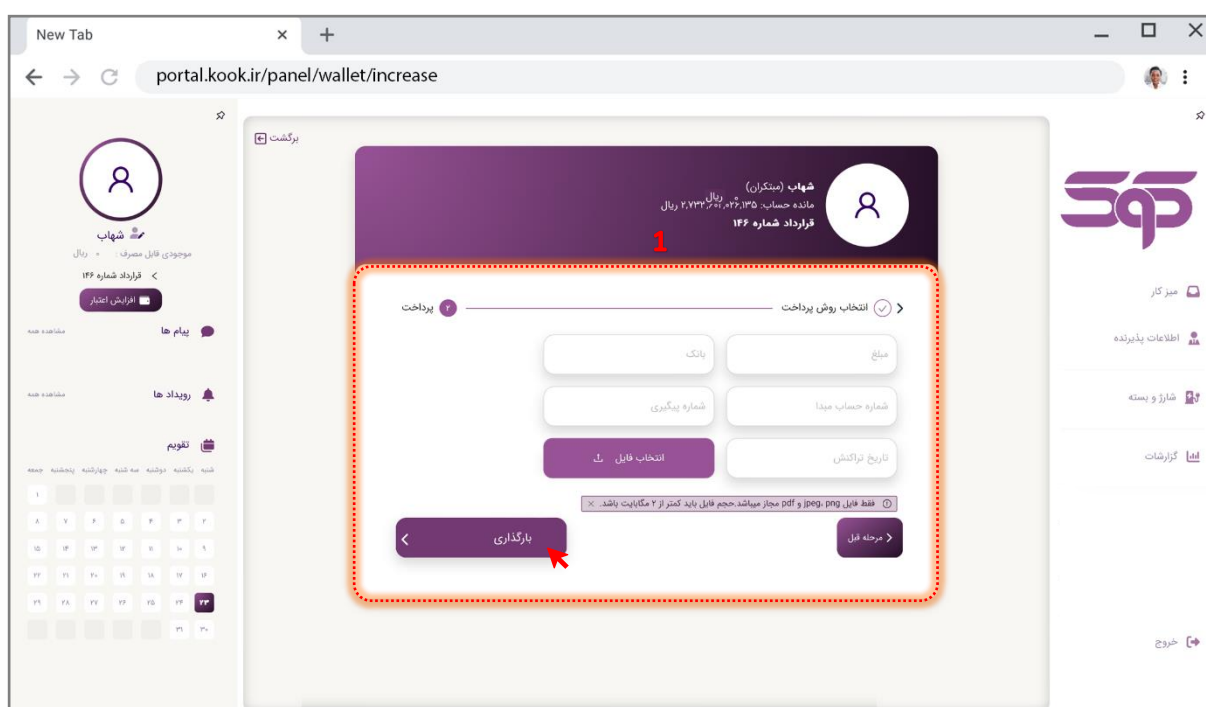 New Tab
portal.kook.ir/panel/wallet/increase
کوک
میز کار
اطلاعات پذیرنده
شارژ و بسته
گزارشات
خروج
برگشت
شهاب (مبتکران)
مانده حساب:
ریال
قرارداد شماره ۱۴۶
1
انتخاب روش پرداخت
۲ پرداخت
مبلغ بانک
شماره حساب مبدا شماره پیگیری
تاریخ تراکنش انتخاب فایل
فقط فایل jpeg، png و pdf مجاز میباشد.حجم فایل باید کمتر از ۲ مگابایت باشد.
مرحله قبل بارگذاری
شهاب
موجودی قابل مصرف : ۰ ریال
قرارداد شماره ۱۴۶
افزایش اعتبار
پیام ها مشاهده همه
رویداد ها مشاهده همه
تقویم
شنبه یکشنبه دوشنبه سه شنبه چهارشنبه پنجشنبه جمعه
۱
۲ ۳ ۴ ۵ ۶ ۷ ۸
۹ ۱۰ ۱۱ ۱۲ ۱۳ ۱۴ ۱۵
۱۶ ۱۷ ۱۸ ۱۹ ۲۰ ۲۱ ۲۲
۲۳ ۲۴ ۲۵ ۲۶ ۲۷ ۲۸ ۲۹
۳۰ ۳۱